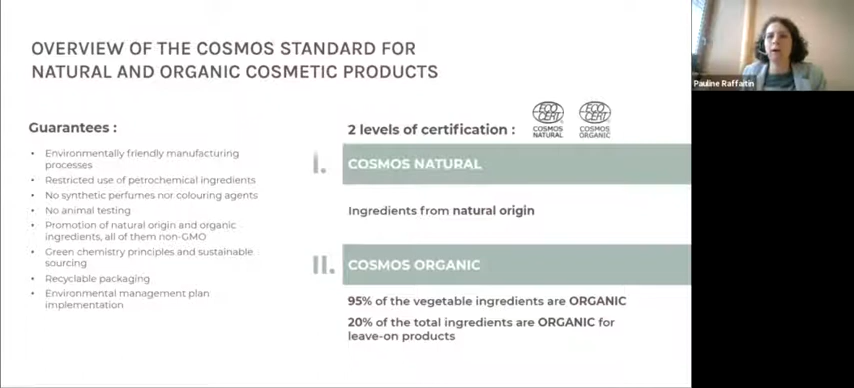 OVERVIEW OF THE COSMOS STANDARD FOR
NATURAL AND ORGANIC COSMETIC PRODUCTS
Guarantees :
• Environmentally friendly manufacturing
processes
• Restricted use of petrochemical ingredients
• No synthetic perfumes nor colouring agents
• No animal testing
• Promotion of natural origin and organic
ingredients, all of them non-GMO
• Green chemistry principles and sustainable
sourcing
• Recyclable packaging
• Environmental management plan
implementation
2 levels of certification :
ECO
CERT
COSMOS
NATURAL
ECO
CERT
COSMOS
ORGANIC
I. COSMOS NATURAL
Ingredients from natural origin
II. COSMOS ORGANIC
95% of the vegetable ingredients are ORGANIC
20% of the total ingredients are ORGANIC for
leave-on products
Pauline Raffaitin